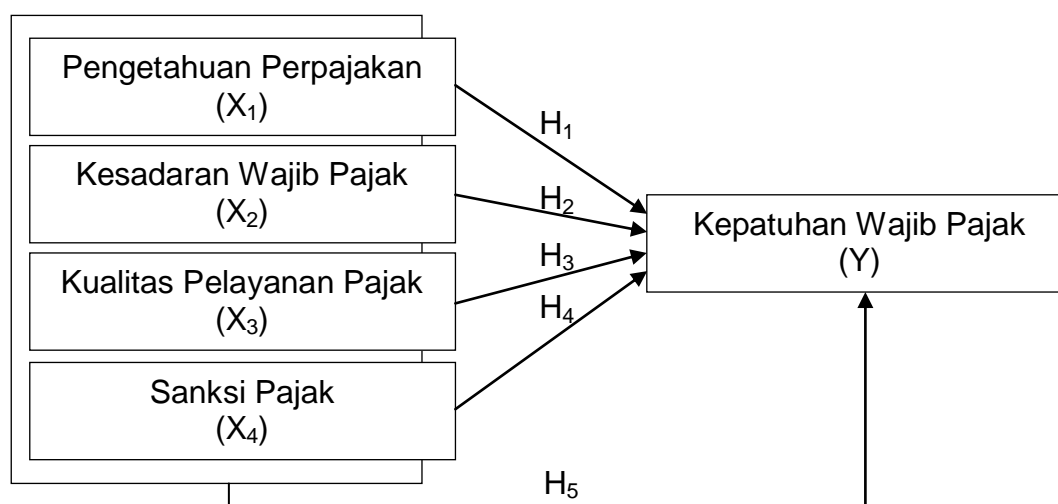 Pengetahuan Perpajakan
(X₁)
H₁
Kesadaran Wajib Pajak
(X₂)
H₂
Kepatuhan Wajib Pajak
(Y)
Kualitas Pelayanan Pajak
(X₃)
H₃
H₄
Sanksi Pajak
(X₄)
H₅